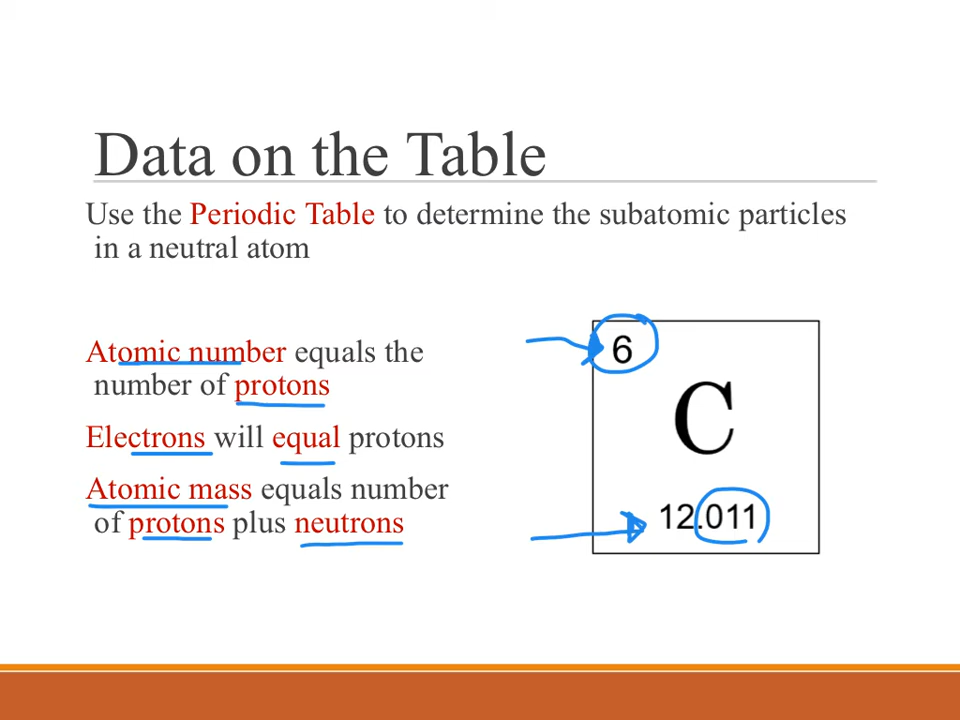 Data on the Table
Use the Periodic Table to determine the subatomic particles
in a neutral atom
Atomic number equals the
number of protons
Electrons will equal protons
Atomic mass equals number
of protons plus neutrons
6
C
12.011